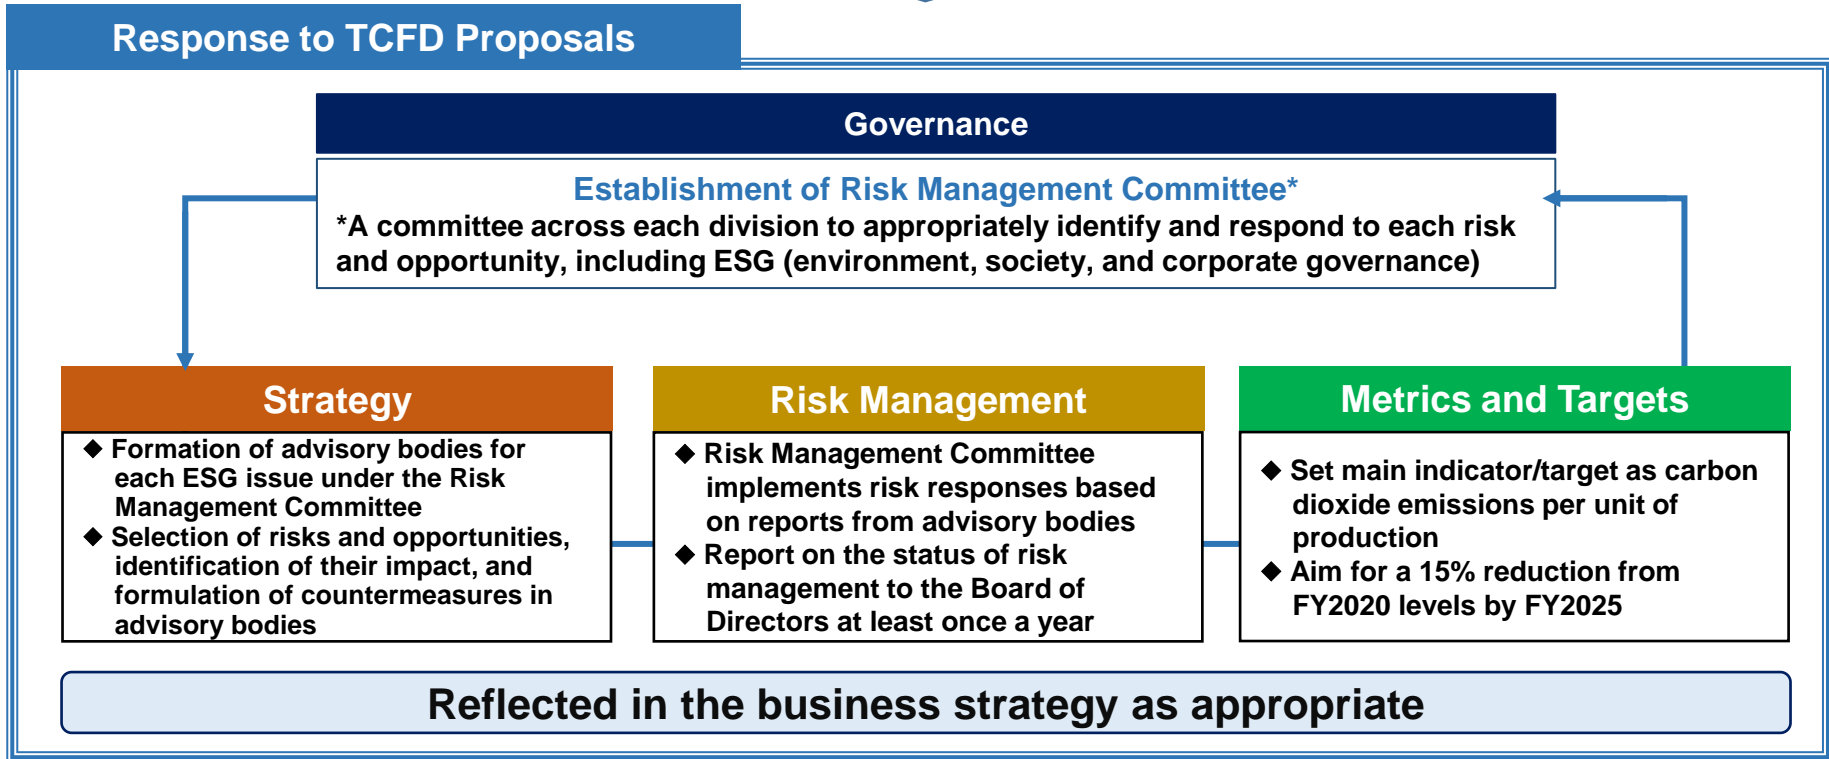 Response to TCFD Proposals
Governance
Establishment of Risk Management Committee*
*A committee across each division to appropriately identify and respond to each risk
and opportunity, including ESG (environment, society, and corporate governance)
Strategy
◆ Formation of advisory bodies for
each ESG issue under the Risk
Management Committee
◆ Selection of risks and opportunities,
identification of their impact, and
formulation of countermeasures in
advisory bodies
Risk Management
◆ Risk Management Committee
implements risk responses based
on reports from advisory bodies
◆ Report on the status of risk
management to the Board of
Directors at least once a year
Metrics and Targets
◆ Set main indicator/target as carbon
dioxide emissions per unit of
production
◆ Aim for a 15% reduction from
FY2020 levels by FY2025
Reflected in the business strategy as appropriate